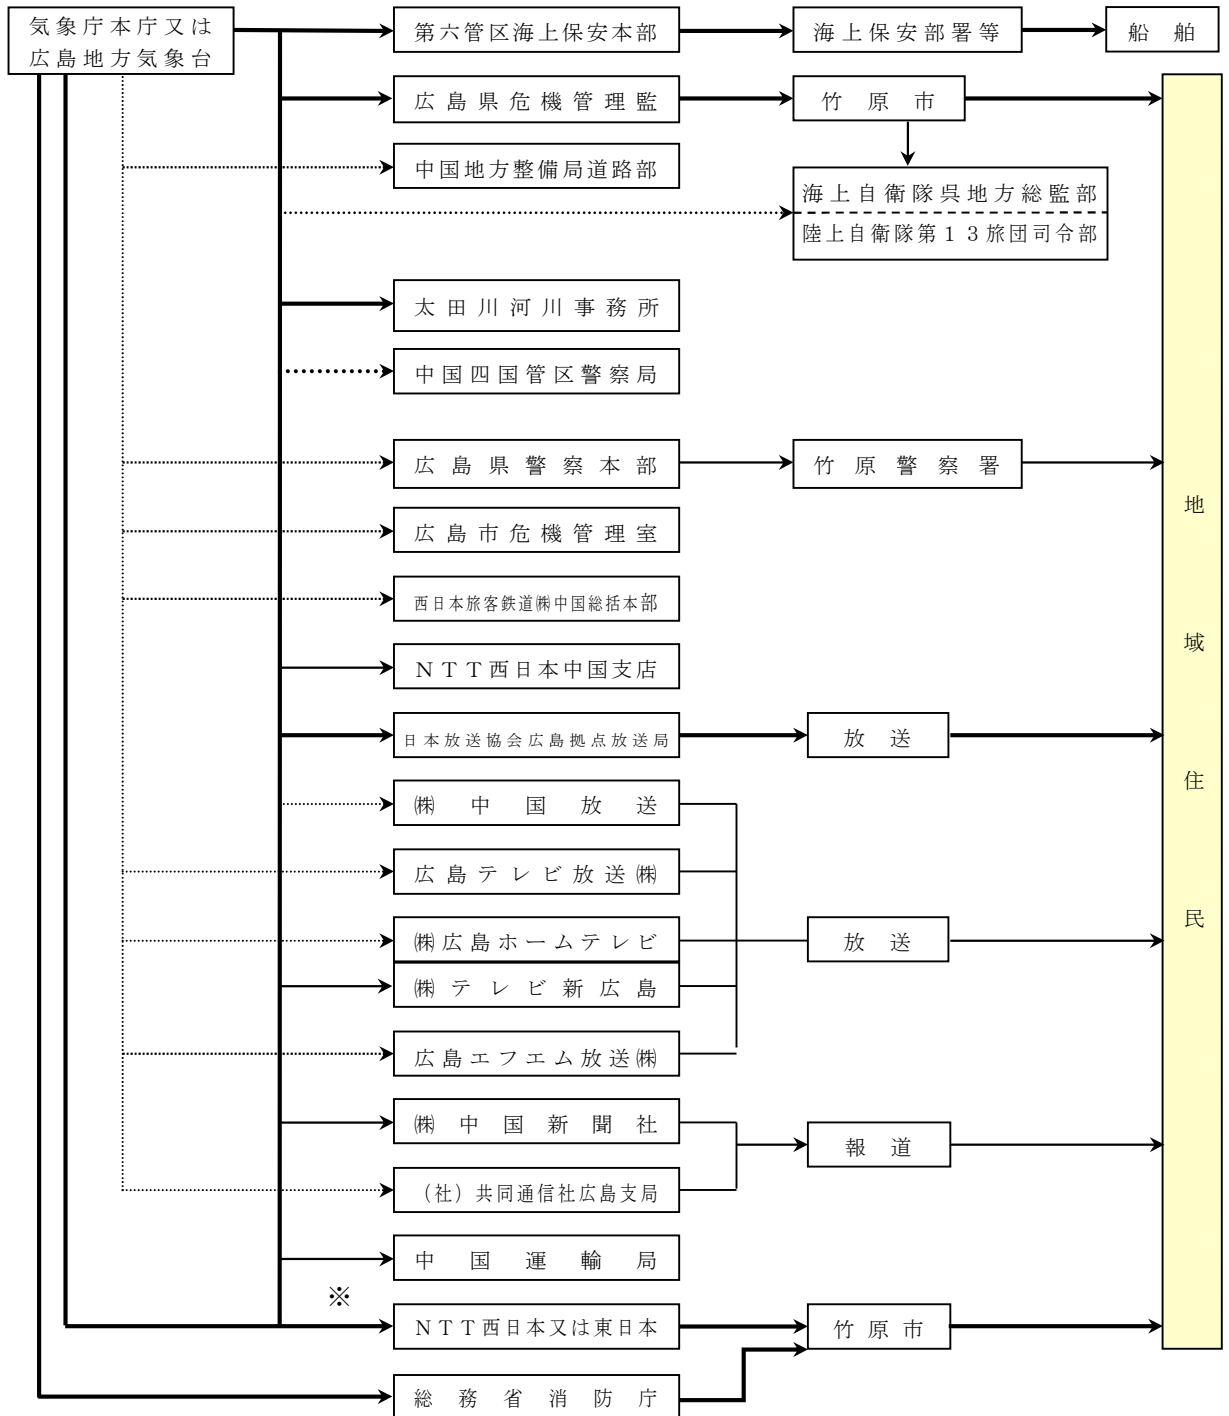 気象庁本庁又は
広島地方気象台
第六管区海上保安本部
海上保安部署等
船舶
広島県危機管理監
竹原市
中国地方整備局道路部
海上自衛隊呉地方総監部
陸上自衛隊第13旅団司令部
太田川河川事務所
中国四国管区警察局
広島県警察本部
竹原警察署
広島市危機管理室
西日本旅客鉄道㈱中国総括本部
NTT西日本中国支店
日本放送協会広島拠点放送局
放送
㈱中国放送
広島テレビ放送㈱
㈱広島ホームテレビ
放送
㈱テレビ新広島
広島エフエム放送㈱
㈱中国新聞社
報道
(社)共同通信社広島支局
中国運輸局
※
NTT西日本又は東日本
竹原市
総務省消防庁
地域住民